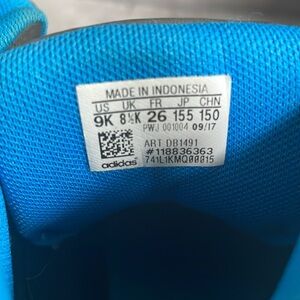 MADE IN INDONESIA
US UK FR JP CHN
9K 8½K 26 155 150
PWJ 001004 09/17
ART DB1491
#118836363
adidas 741L1KMQ00815